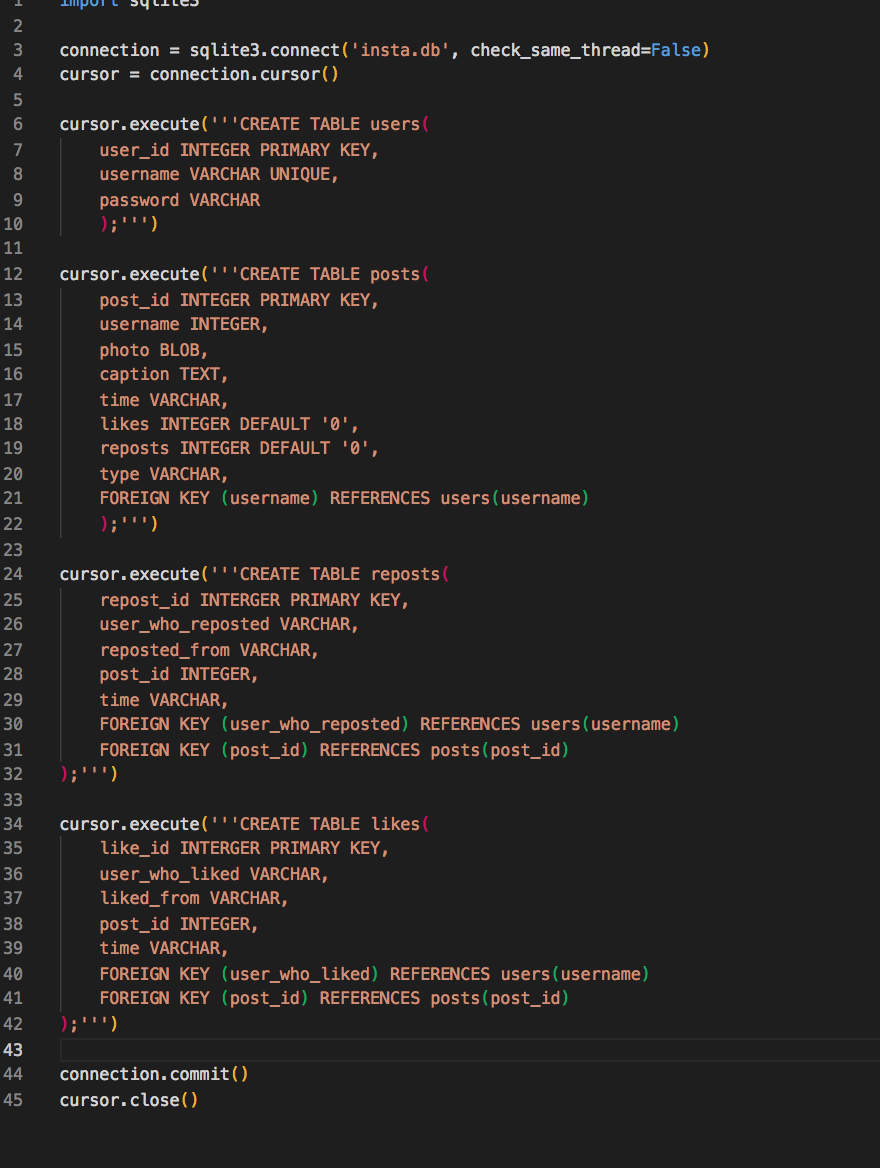 1 import sqlite3
2
3 connection = sqlite3.connect('insta.db', check_same_thread=False)
4 cursor = connection.cursor()
5
6 cursor.execute('''CREATE TABLE users(
7 user_id INTEGER PRIMARY KEY,
8 username VARCHAR UNIQUE,
9 password VARCHAR
10 );''')
11
12 cursor.execute('''CREATE TABLE posts(
13 post_id INTEGER PRIMARY KEY,
14 username INTEGER,
15 photo BLOB,
16 caption TEXT,
17 time VARCHAR,
18 likes INTEGER DEFAULT '0',
19 reposts INTEGER DEFAULT '0',
20 type VARCHAR,
21 FOREIGN KEY (username) REFERENCES users(username)
22 );''')
23
24 cursor.execute('''CREATE TABLE reposts(
25 repost_id INTERGER PRIMARY KEY,
26 user_who_reposted VARCHAR,
27 reposted_from VARCHAR,
28 post_id INTEGER,
29 time VARCHAR,
30 FOREIGN KEY (user_who_reposted) REFERENCES users(username)
31 FOREIGN KEY (post_id) REFERENCES posts(post_id)
32 );''')
33
34 cursor.execute('''CREATE TABLE likes(
35 like_id INTERGER PRIMARY KEY,
36 user_who_liked VARCHAR,
37 liked_from VARCHAR,
38 post_id INTEGER,
39 time VARCHAR,
40 FOREIGN KEY (user_who_liked) REFERENCES users(username)
41 FOREIGN KEY (post_id) REFERENCES posts(post_id)
42 );''')
43
44 connection.commit()
45 cursor.close()